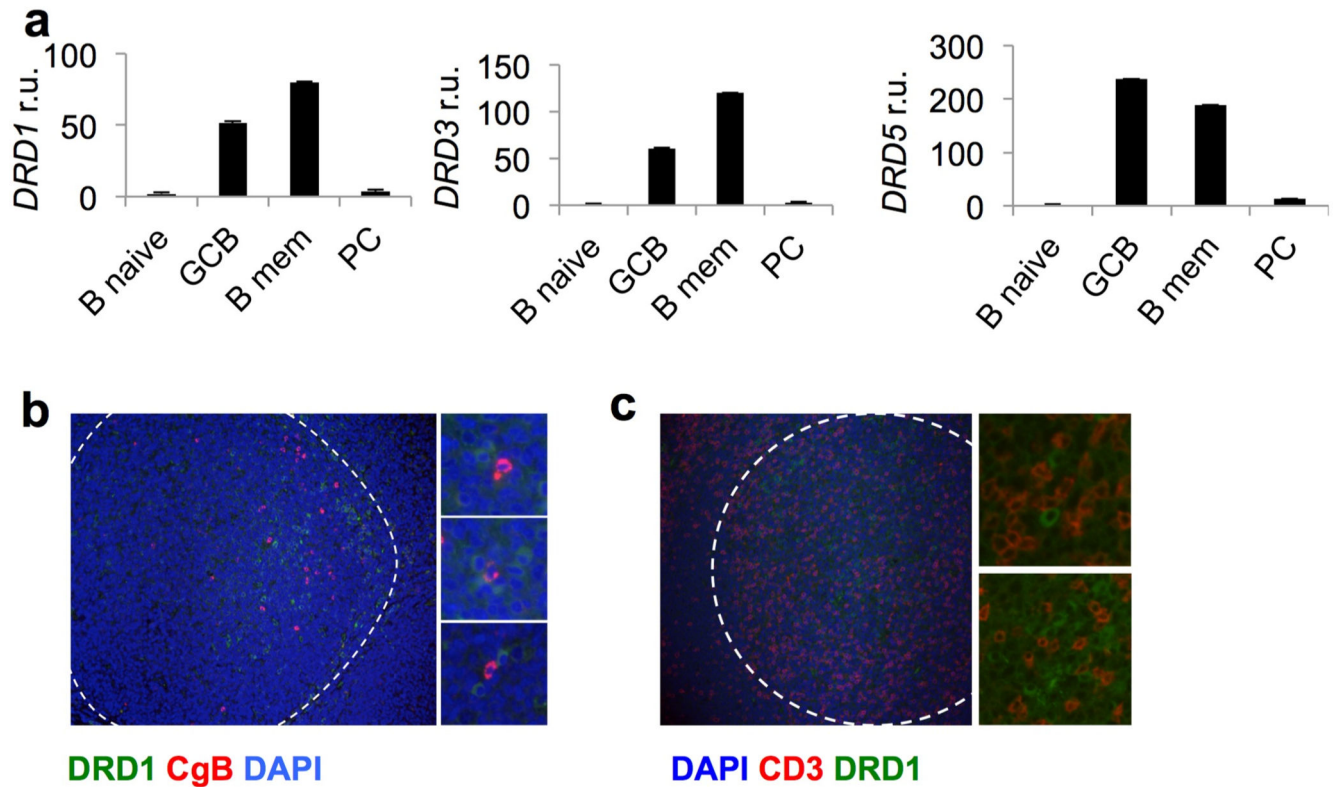 a
DRD1 r.u.
100
50
0
B naive
GCB
B mem
PC
DRD3 r.u.
150
100
50
0
B naive
GCB
B mem
PC
DRD5 r.u.
300
200
100
0
B naive
GCB
B mem
PC
b
DRD1 CgB DAPI
c
DAPI CD3 DRD1